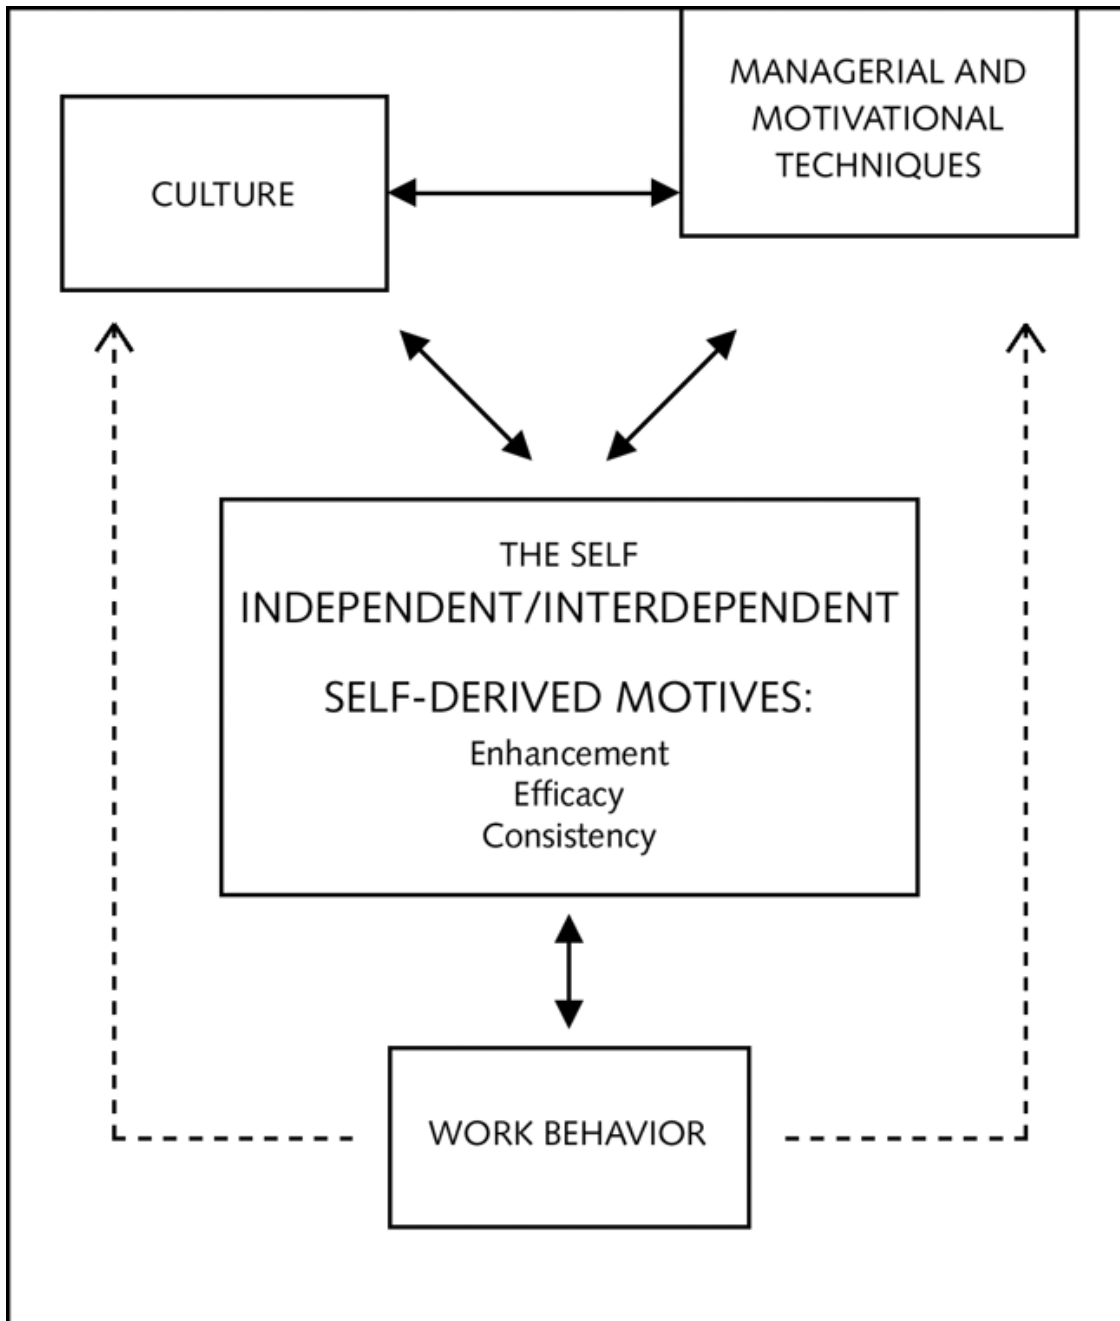 CULTURE
MANAGERIAL AND
MOTIVATIONAL
TECHNIQUES
THE SELF
INDEPENDENT/INTERDEPENDENT
SELF-DERIVED MOTIVES:
Enhancement
Efficacy
Consistency
WORK BEHAVIOR